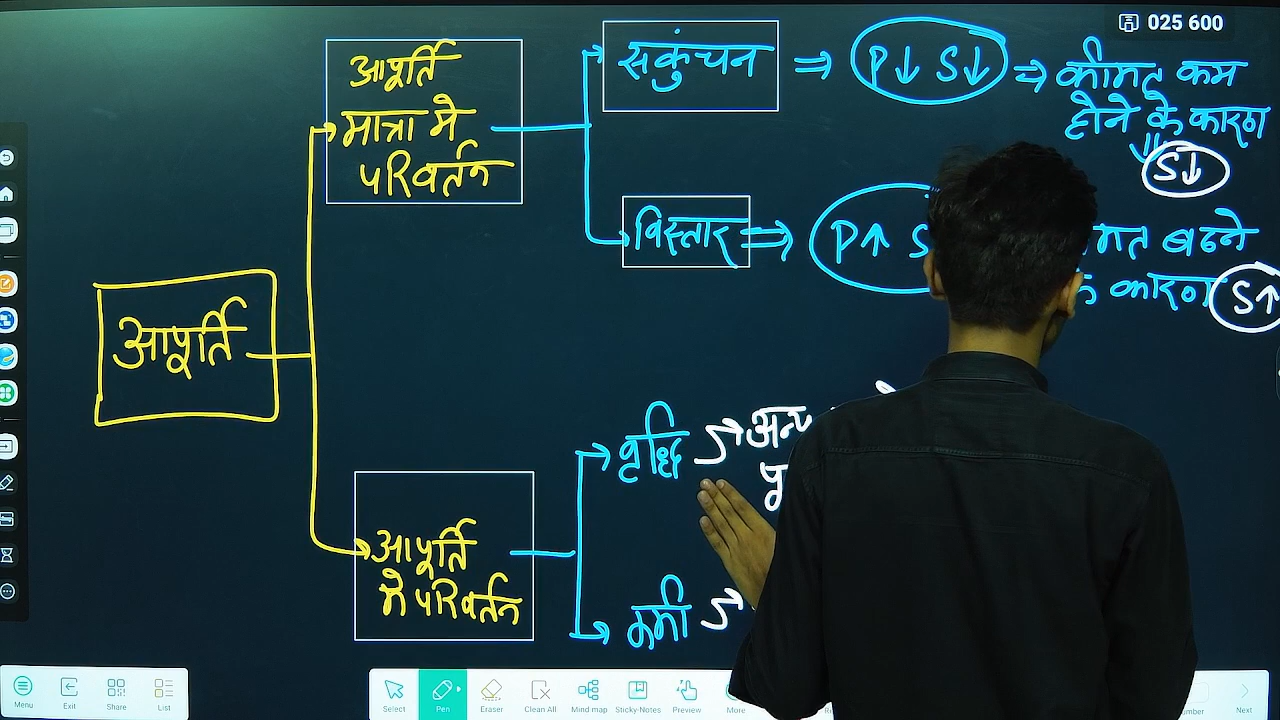 025 600
आपूर्ति
मात्रा मे
परिवर्तन
सकुंचन
⇒ P↓ S↓ ⇒ कीमत कम
होने के कारण
S↓
विस्तार ⇒ P↑ S
मत बढने
कारण S↑
आपूर्ति
वृद्धि
आपूर्ति
मे परिवर्तन
कमी
Menu Exit Share List
Select Pen Eraser Clean All Mind map Sticky-Notes Preview More
Next